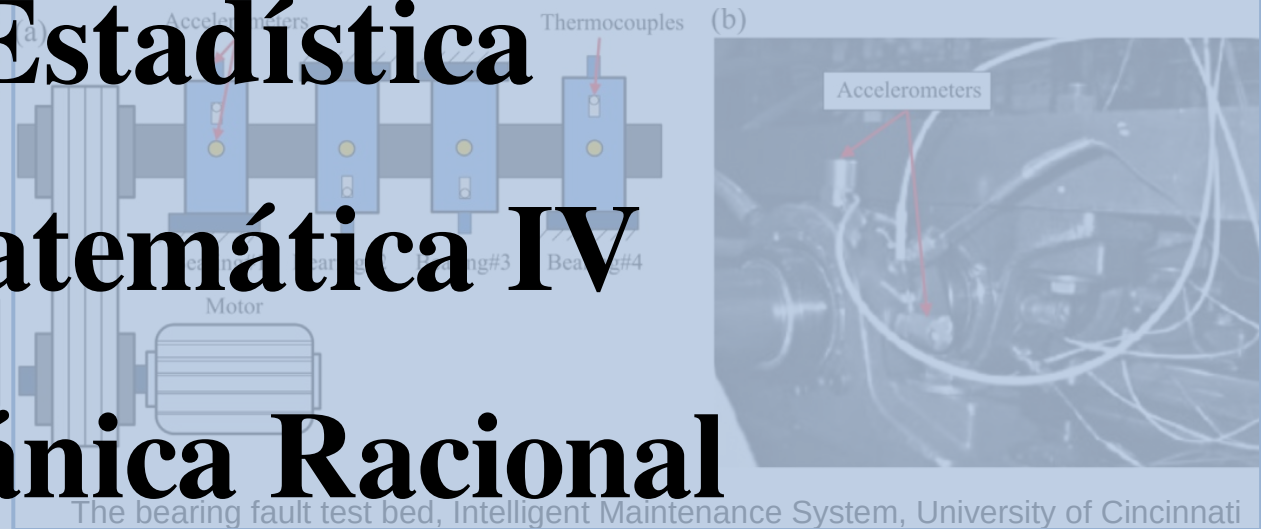 (a)
Accelerometers
Thermocouples
(b)
Estadística
Accelerometers
atemática IV
Bearing#3
Bearing#4
Motor
ánica Racional
The bearing fault test bed, Intelligent Maintenance System, University of Cincinnati